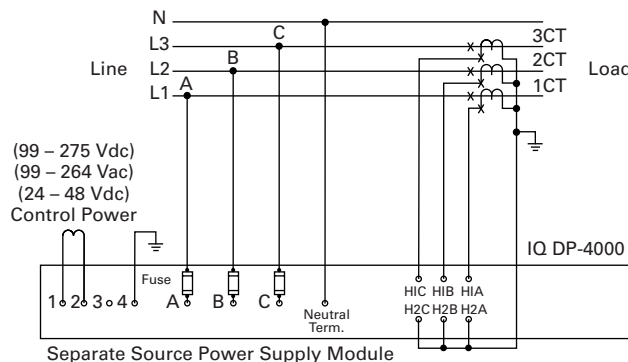 N
C
L3
3CT
B
2CT
Line
L2
Load
A
L1
1CT
(99 – 275 Vdc)
(99 – 264 Vac)
(24 – 48 Vdc)
Control Power
IQ DP-4000
Fuse
HIC HIB HIA
1 2 3 4 A B C
H2C H2B H2A
Neutral
Term.
Separate Source Power Supply Module